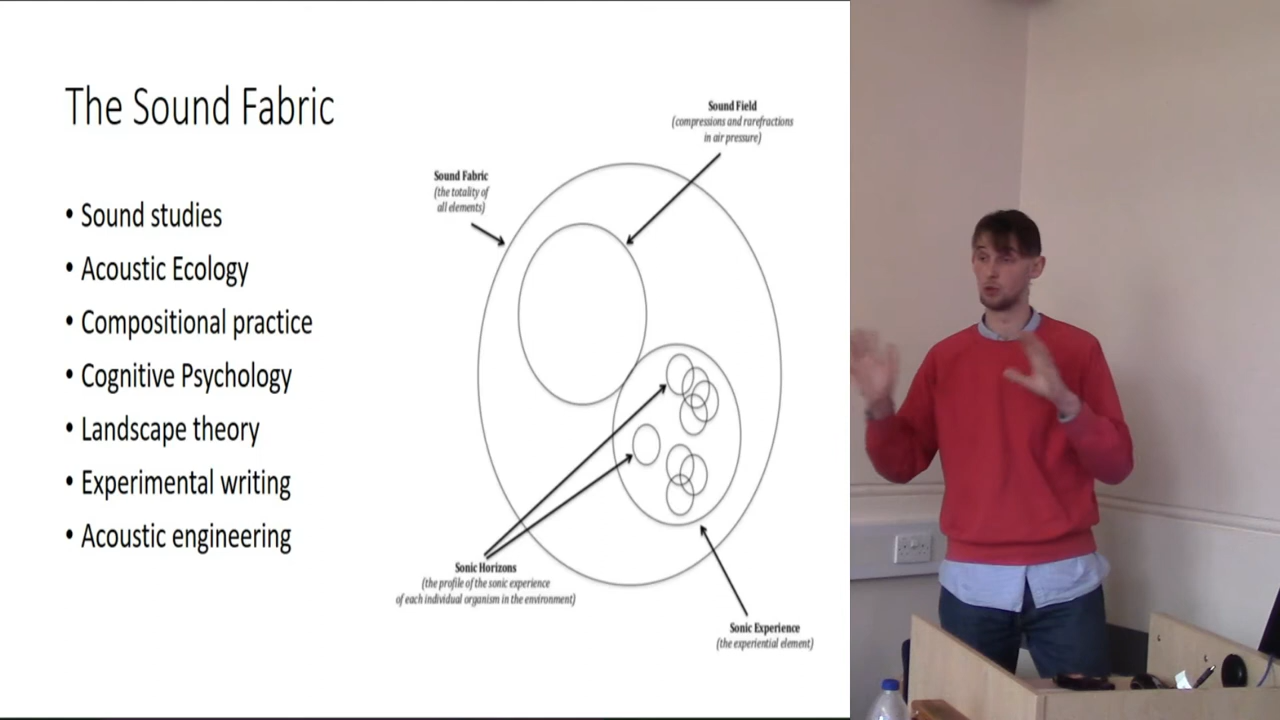 The Sound Fabric
• Sound studies
• Acoustic Ecology
• Compositional practice
• Cognitive Psychology
• Landscape theory
• Experimental writing
• Acoustic engineering
Sound Field
(compressions and rarefractions
in air pressure)
Sound Fabric
(the totality of
all elements)
Sonic Horizons
(the profile of the sonic experience
of each individual organism in the environment)
Sonic Experience
(the experiential element)